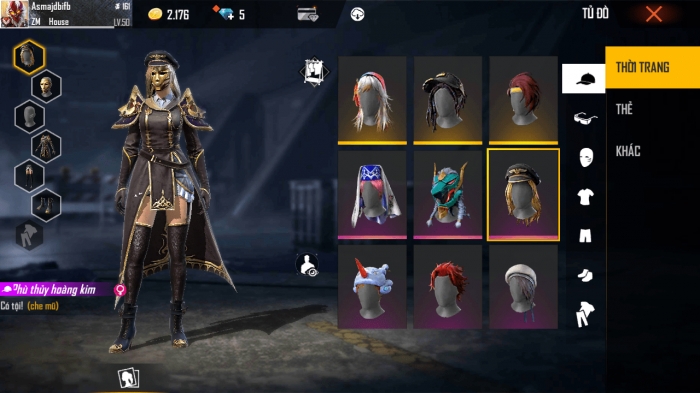 Asmajdbifb
161
ZM House
LV.50
2.176
5
TỦ ĐỒ
THỜI TRANG
THẺ
KHÁC
Phù thủy hoàng kim
Có tội! (che mũ)